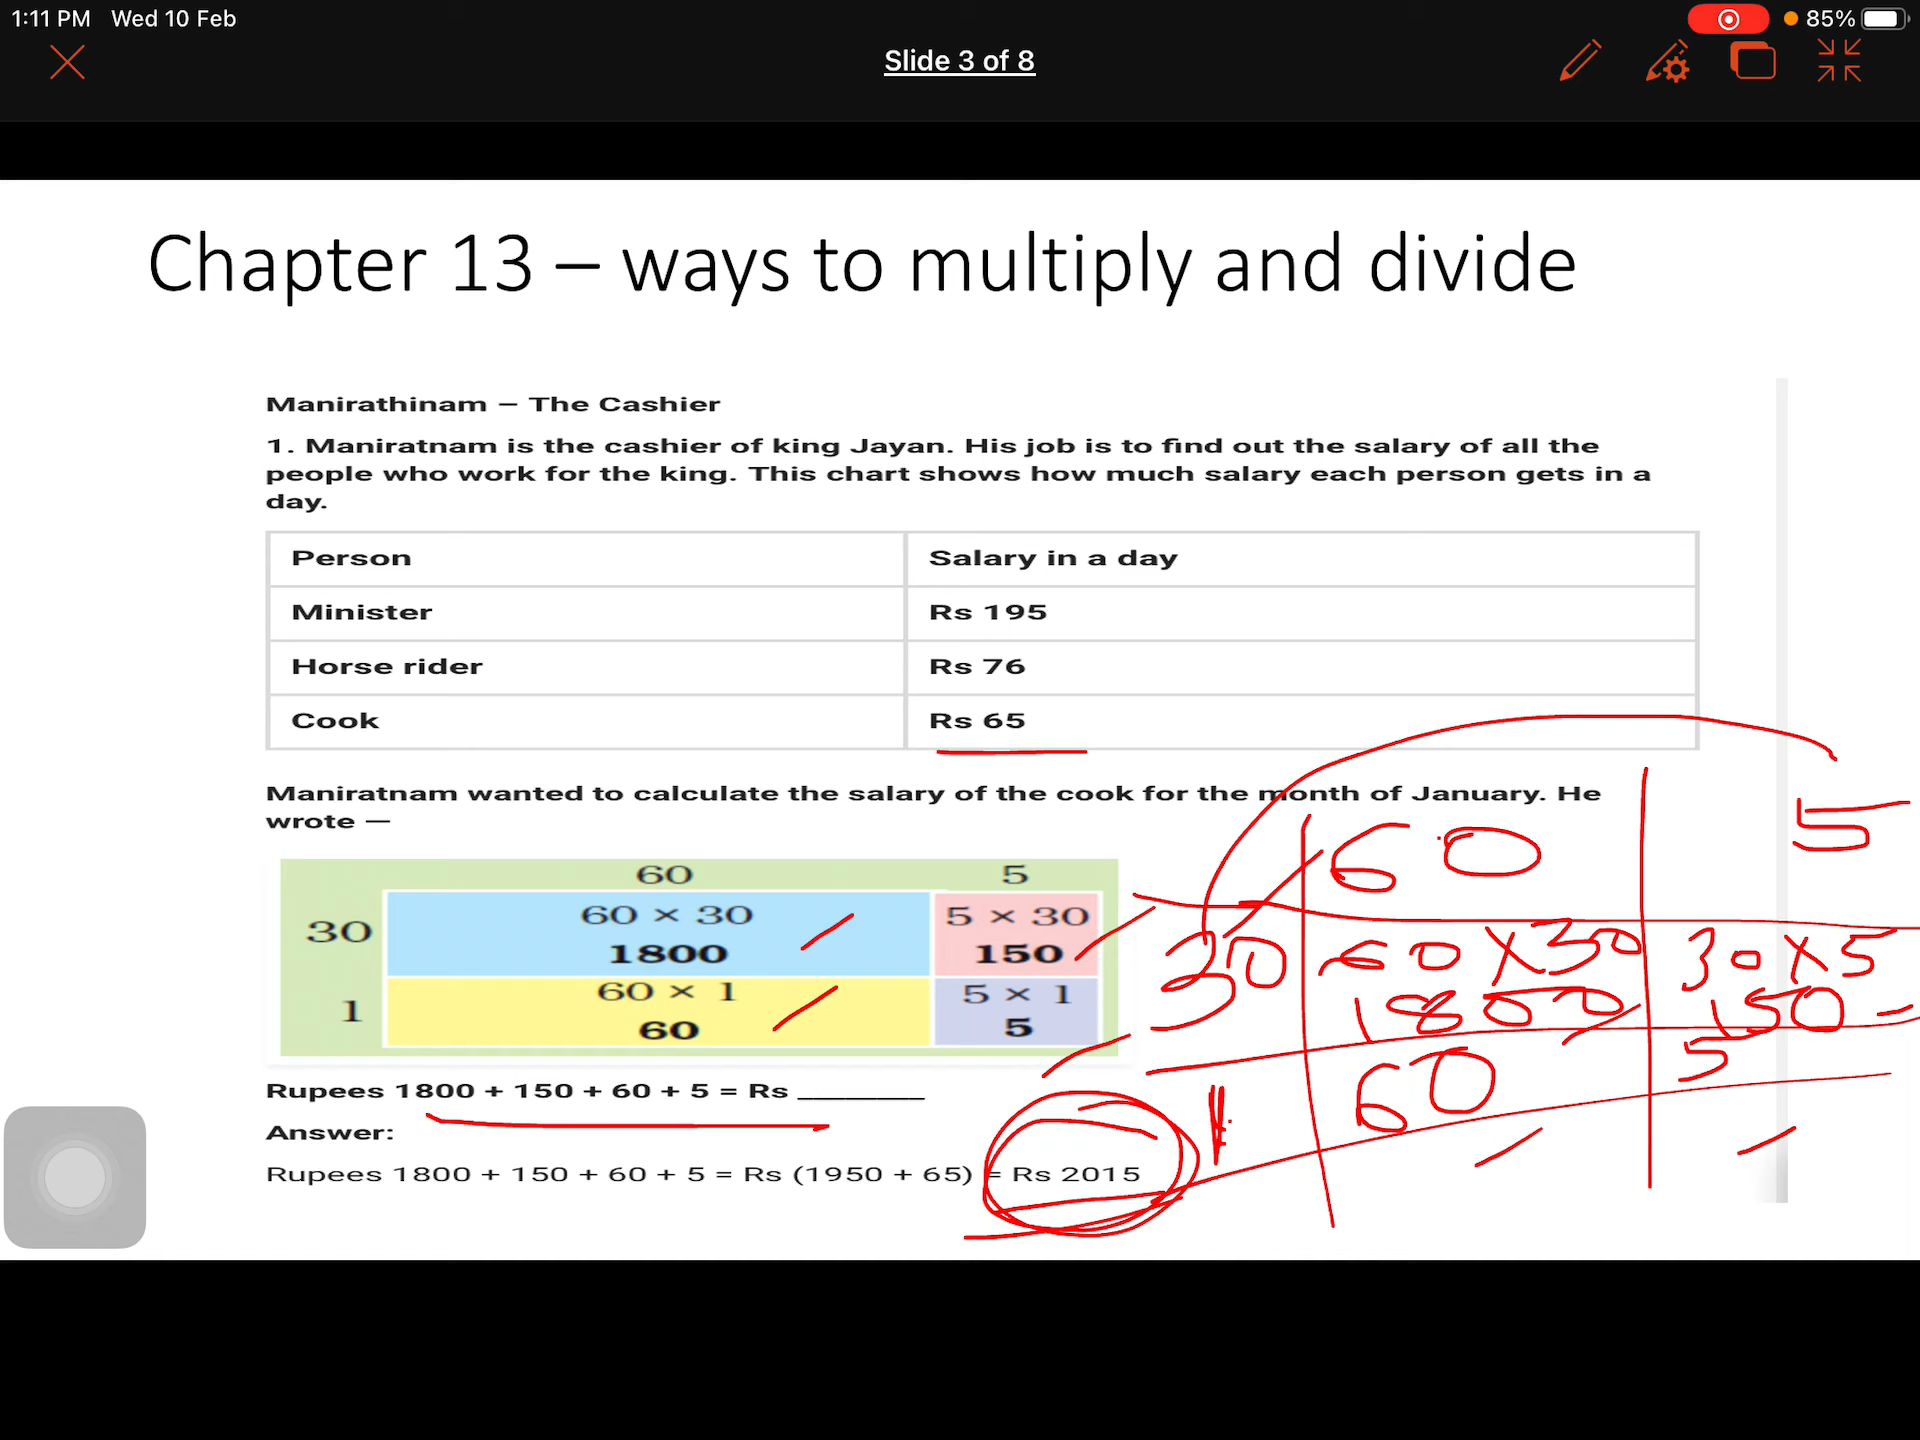 1:11 PM Wed 10 Feb
85%
Slide 3 of 8
Chapter 13 – ways to multiply and divide
Manirathinam – The Cashier
1. Maniratnam is the cashier of king Jayan. His job is to find out the salary of all the
people who work for the king. This chart shows how much salary each person gets in a
day.
Person Salary in a day
Minister Rs 195
Horse rider Rs 76
Cook Rs 65
Maniratnam wanted to calculate the salary of the cook for the month of January. He
wrote —
60 5
30 60 × 30 5 × 30
1800 150
1 60 × 1 5 × 1
60 5
Rupees 1800 + 150 + 60 + 5 = Rs ________
Answer:
Rupees 1800 + 150 + 60 + 5 = Rs (1950 + 65) = Rs 2015
60 5
30 60 X 30 30 X 5
1800 150
1 60 5